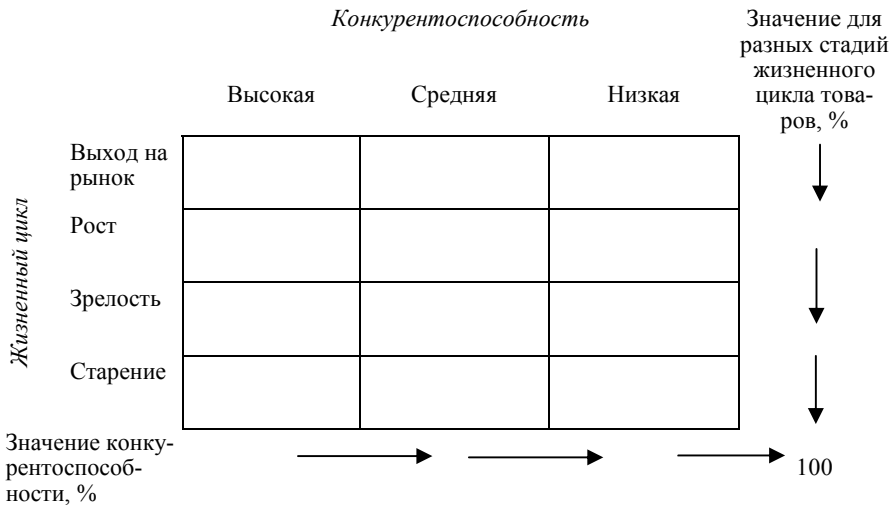 Конкурентоспособность
Значение для
разных стадий
жизненного
цикла това-
ров, %
Высокая Средняя Низкая
Жизненный цикл
Выход на
рынок
Рост
Зрелость
Старение
Значение конку-
рентоспособ-
ности, %
100